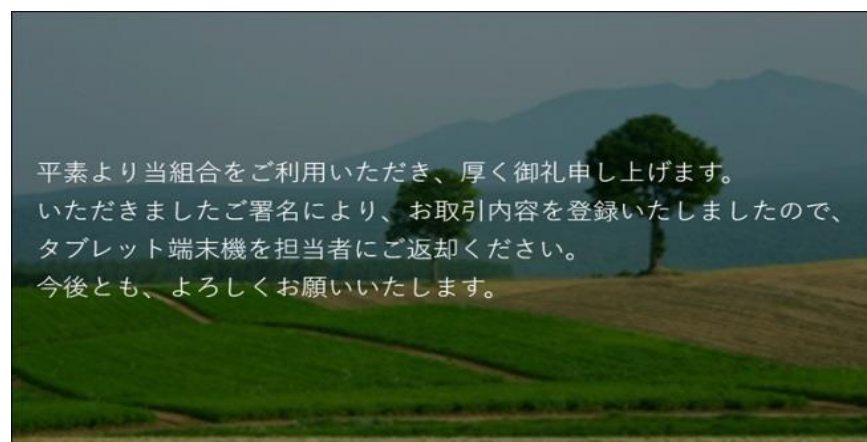 平素より当組合をご利用いただき、厚く御礼申し上げます。
いただきましたご署名により、お取引内容を登録いたしましたので、
タブレット端末機を担当者にご返却ください。
今後とも、よろしくお願いいたします。